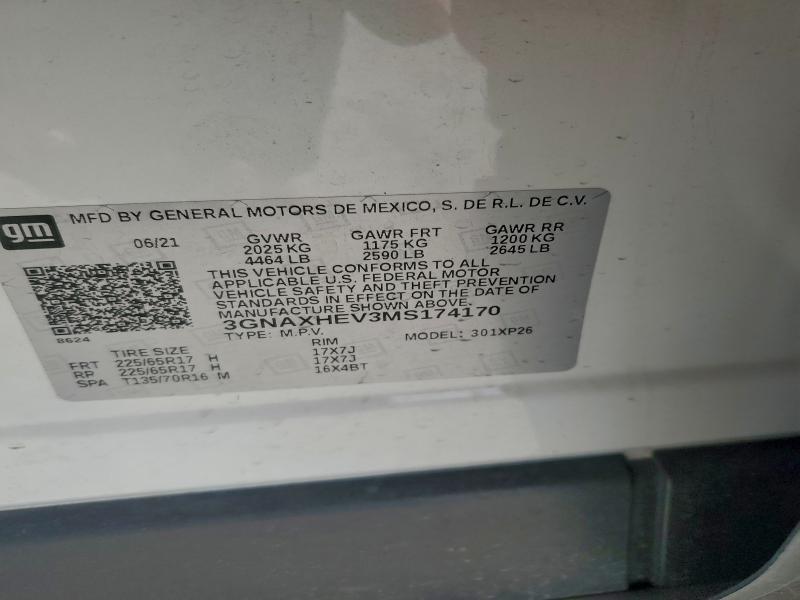 gm
MFD BY GENERAL MOTORS DE MEXICO, S. DE R.L. DE C.V.
06/21 GVWR GAWR FRT GAWR RR
2025 KG 1175 KG 1200 KG
4464 LB 2590 LB 2645 LB
THIS VEHICLE CONFORMS TO ALL
APPLICABLE U.S. FEDERAL MOTOR
VEHICLE SAFETY AND THEFT PREVENTION
STANDARDS IN EFFECT ON THE DATE OF
MANUFACTURE SHOWN ABOVE.
3GNAXHEV3MS174170
8624 TYPE: M.P.V. MODEL: 301XP26
TIRE SIZE RIM
FRT 225/65R17 H 17X7J
RR 225/65R17 H 17X7J
SPA T135/70R16 M 16X4BT